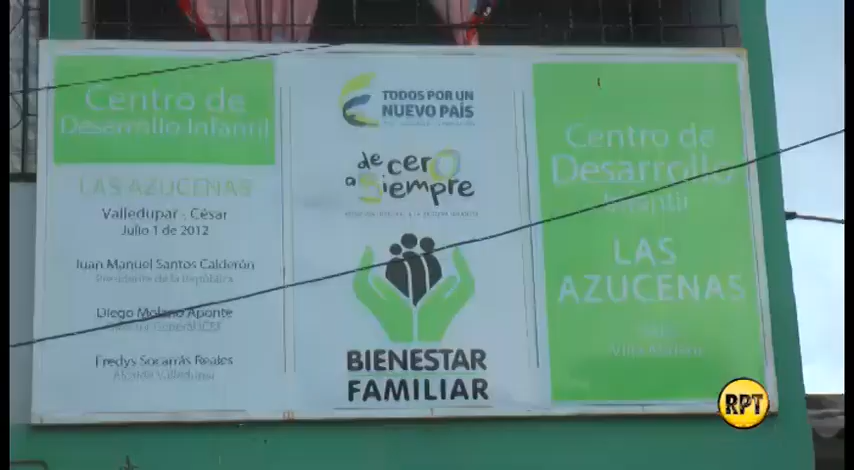 Centro de
Desarrollo Infantil
LAS AZUCENAS
Valledupar - César
Julio 1 de 2012
Juan Manuel Santos Calderón
Presidente de la República
Diego Molano Aponte
Fredys Socarrás Reales
Alcalde Valledupar
TODOS POR UN
NUEVO PAÍS
de cero
a Siempre
BIENESTAR
FAMILIAR
Centro de
Desarrollo
Infantil
LAS
AZUCENAS
RPT